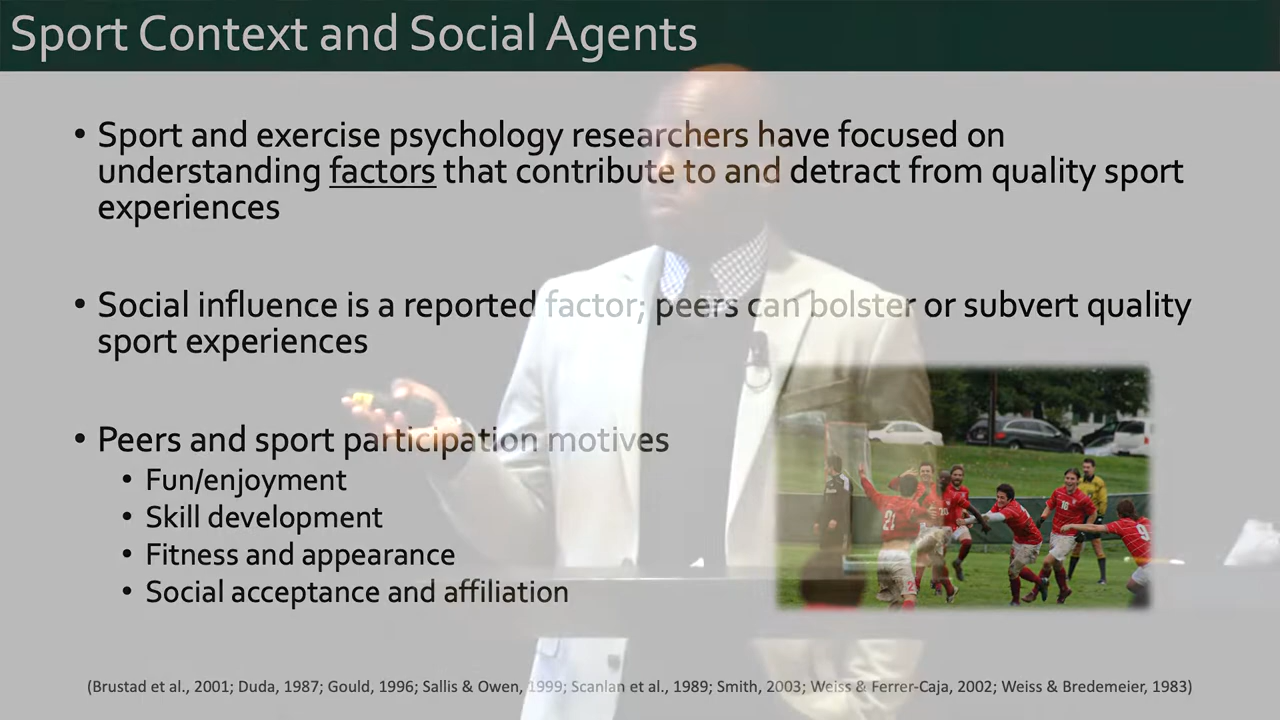 Sport Context and Social Agents
• Sport and exercise psychology researchers have focused on
understanding factors that contribute to and detract from quality sport
experiences
• Social influence is a reported factor; peers can bolster or subvert quality
sport experiences
• Peers and sport participation motives
• Fun/enjoyment
• Skill development
• Fitness and appearance
• Social acceptance and affiliation
21
20
16
9
(Brustad et al., 2001; Duda, 1987; Gould, 1996; Sallis & Owen, 1999; Scanlan et al., 1989; Smith, 2003; Weiss & Ferrer-Caja, 2002; Weiss & Bredemeier, 1983)